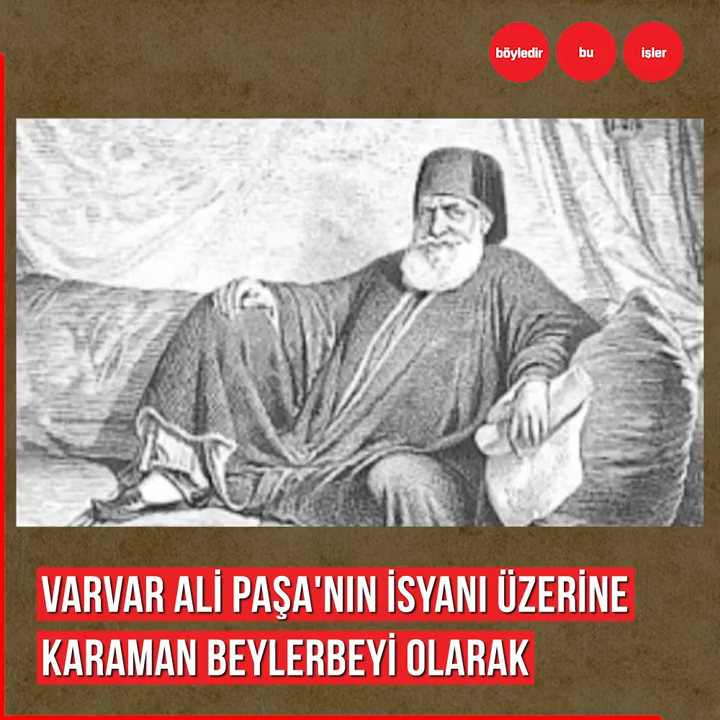 böyledir bu işler
VARVAR ALİ PAŞA'NIN İSYANI ÜZERİNE
KARAMAN BEYLERBEYİ OLARAK